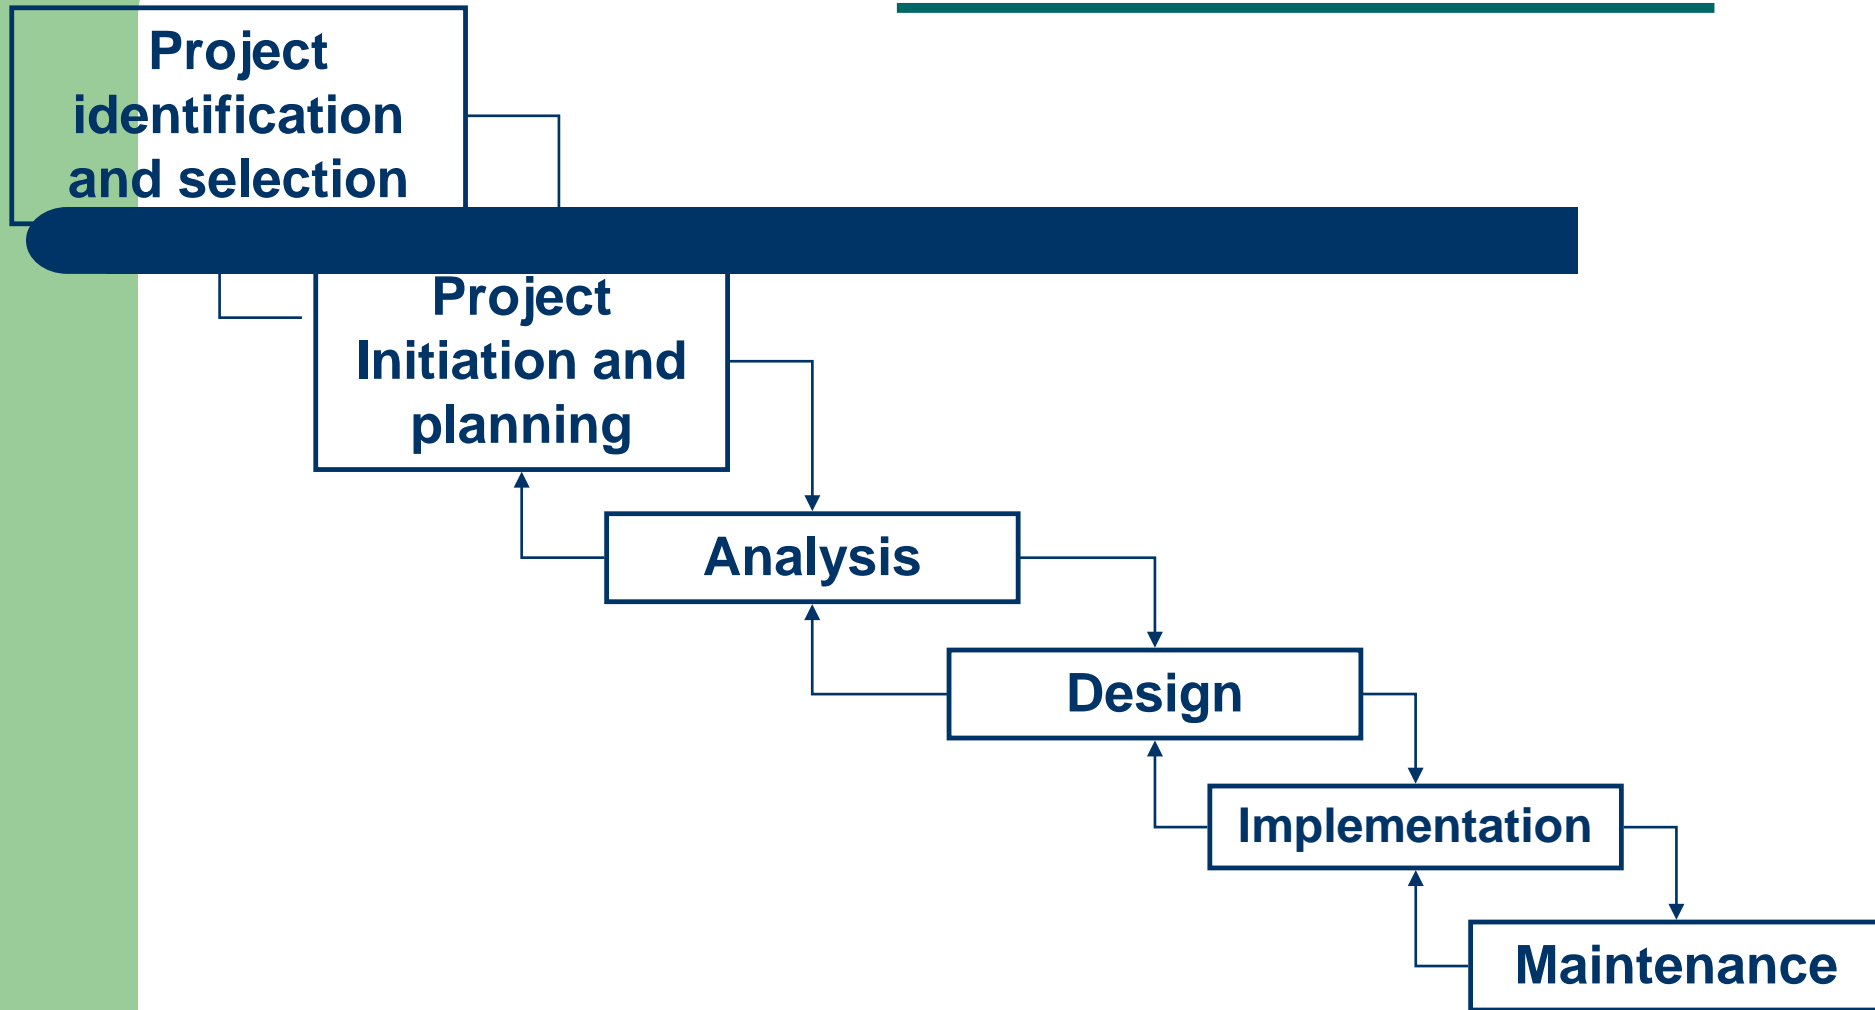 Project
identification
and selection
Project
Initiation and
planning
Analysis
Design
Implementation
Maintenance